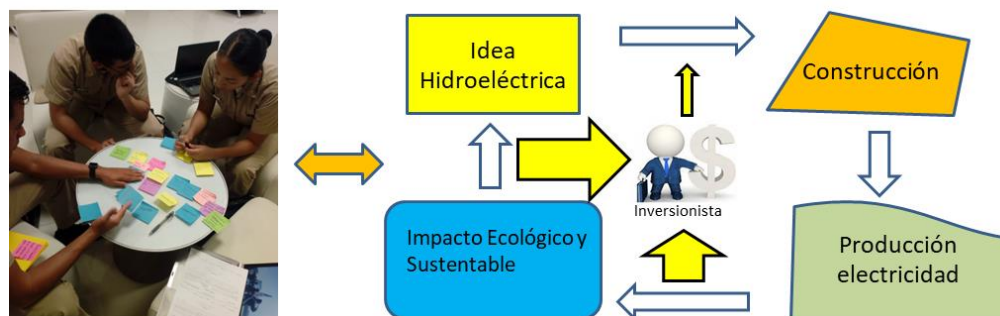 Idea
Hidroeléctrica
Construcción
Inversionista
Impacto Ecológico y
Sustentable
Producción
electricidad